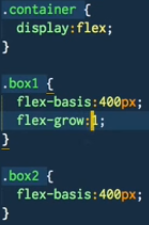 .container {
display:flex;
}
.box1 {
flex-basis:400px;
flex-grow:1;
}
.box2 {
flex-basis:400px;
}